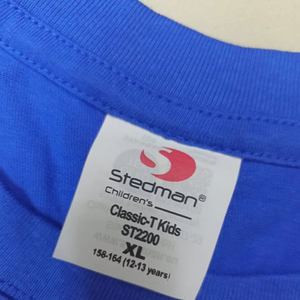 Stedman®
Children's
Classic-T Kids
ST2200
XL
158-164 (12-13 years)